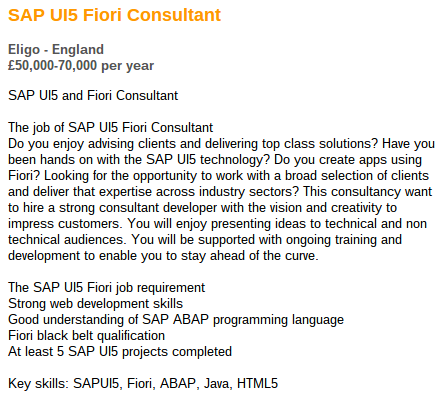 SAP UI5 Fiori Consultant
Eligo - England
£50,000-70,000 per year
SAP UI5 and Fiori Consultant
The job of SAP UI5 Fiori Consultant
Do you enjoy advising clients and delivering top class solutions? Have you
been hands on with the SAP UI5 technology? Do you create apps using
Fiori? Looking for the opportunity to work with a broad selection of clients
and deliver that expertise across industry sectors? This consultancy want
to hire a strong consultant developer with the vision and creativity to
impress customers. You will enjoy presenting ideas to technical and non
technical audiences. You will be supported with ongoing training and
development to enable you to stay ahead of the curve.
The SAP UI5 Fiori job requirement
Strong web development skills
Good understanding of SAP ABAP programming language
Fiori black belt qualification
At least 5 SAP UI5 projects completed
Key skills: SAPUI5, Fiori, ABAP, Java, HTML5